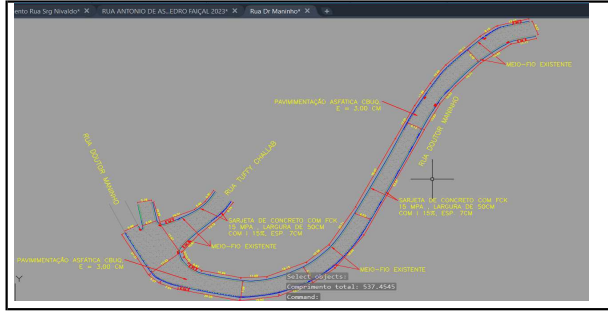 ento Rua Srg Nivaldo* × RUA ANTONIO DE AS...EDRO FAIÇAL 2023* × Rua Dr Maninho* × +
MEIO-FIO EXISTENTE
PAVIMENTAÇÃO ASFÁTICA CBUQ.
E = 3,00 CM
RUA DOUTOR MANINHO
RUA TUFFY CHALLAB
RUA DOUTOR MANINHO
SARJETA DE CONCRETO COM FCK
15 MPA , LARGURA DE 50CM
COM I 15%, ESP 7CM
SARJETA DE CONCRETO COM FCK
15 MPA , LARGURA DE 50CM
COM I 15%, ESP 7CM
MEIO-FIO EXISTENTE
PAVIMIMENTAÇÃO ASFÁTICA CBUQ.
E = 3,00 CM
MEIO-FIO EXISTENTE
Y
Select objects:
Comprimento total: 537.4545
Command: